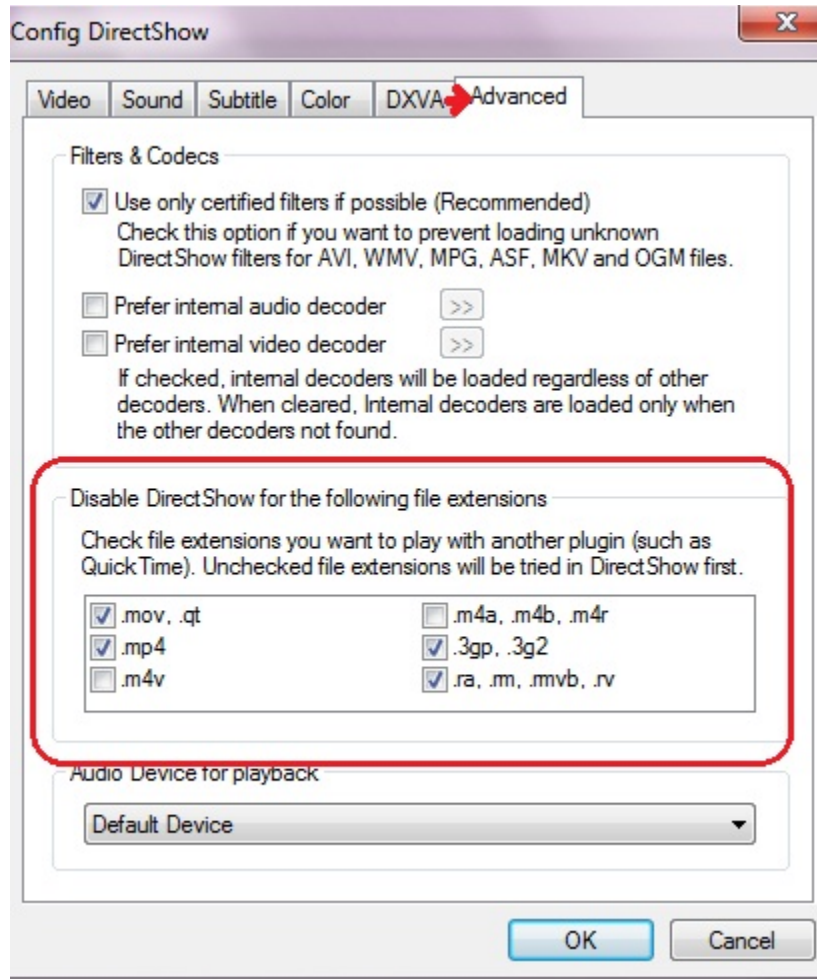 Config DirectShow
Video Sound Subtitle Color DXVA Advanced
Filters & Codecs
Use only certified filters if possible (Recommended)
Check this option if you want to prevent loading unknown
DirectShow filters for AVI, WMV, MPG, ASF, MKV and OGM files.
Prefer internal audio decoder >>
Prefer internal video decoder >>
If checked, internal decoders will be loaded regardless of other
decoders. When cleared, Internal decoders are loaded only when
the other decoders not found.
Disable DirectShow for the following file extensions
Check file extensions you want to play with another plugin (such as
QuickTime). Unchecked file extensions will be tried in DirectShow first.
.mov, .qt .m4a, .m4b, .m4r
.mp4 .3gp, .3g2
.m4v .ra, .rm, .rmvb, .rv
Audio Device for playback
Default Device
OK Cancel